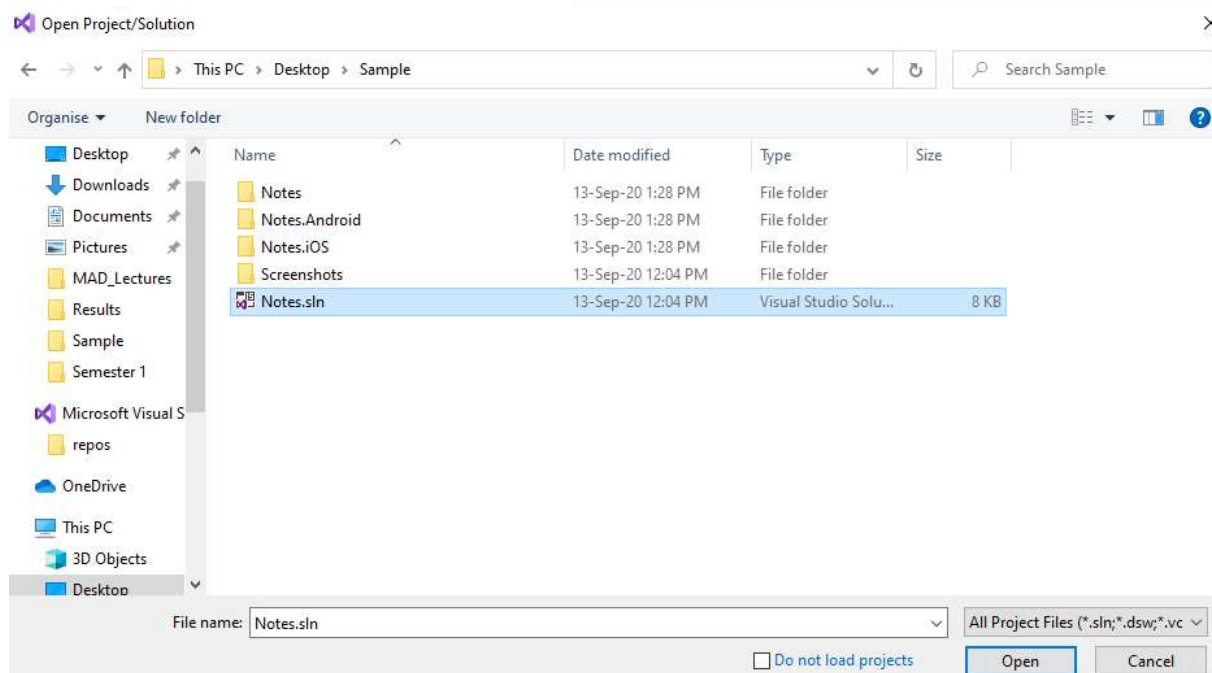 Open Project/Solution
This PC > Desktop > Sample
Search Sample
Organise
New folder
Name
Date modified
Type
Size
Desktop
Downloads
Documents
Pictures
MAD_Lectures
Results
Sample
Semester 1
Microsoft Visual S
repos
OneDrive
This PC
3D Objects
Desktop
Notes 13-Sep-20 1:28 PM File folder
Notes.Android 13-Sep-20 1:28 PM File folder
Notes.iOS 13-Sep-20 1:28 PM File folder
Screenshots 13-Sep-20 12:04 PM File folder
Notes.sln 13-Sep-20 12:04 PM Visual Studio Solu... 8 KB
File name: Notes.sln
All Project Files (*.sln;*.dsw;*.vc
Do not load projects
Open
Cancel